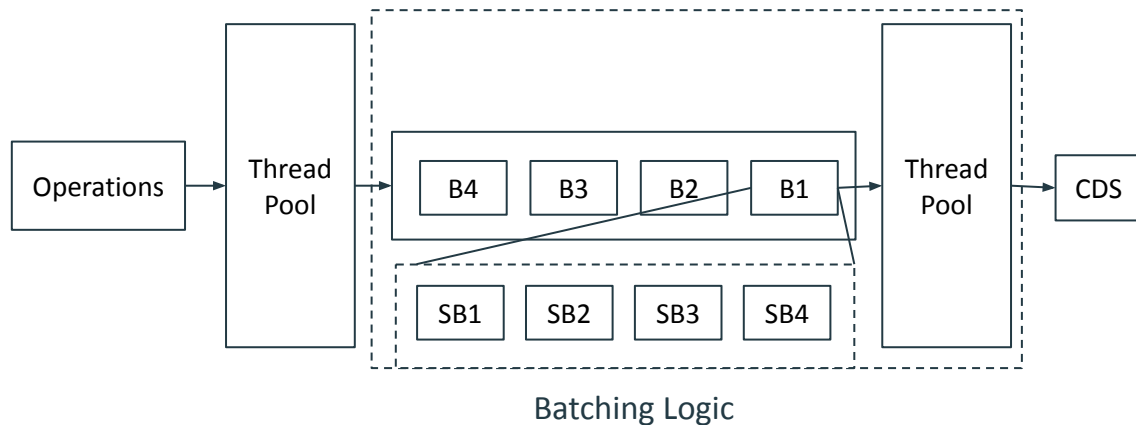 Operations
Thread
Pool
B4
B3
B2
B1
Thread
Pool
CDS
SB1
SB2
SB3
SB4
Batching Logic